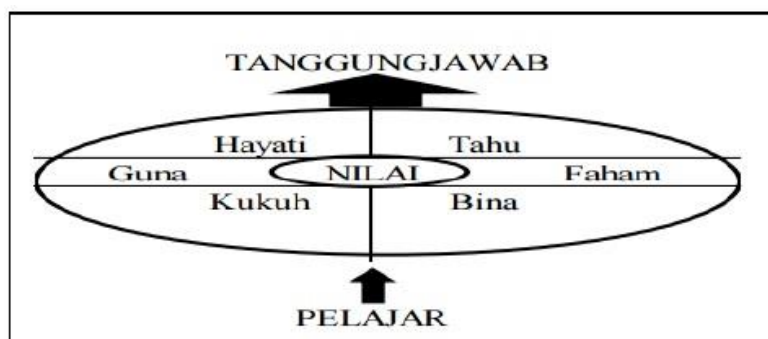 TANGGUNGJAWAB
Hayati Tahu
Guna NILAI Faham
Kukuh Bina
PELAJAR